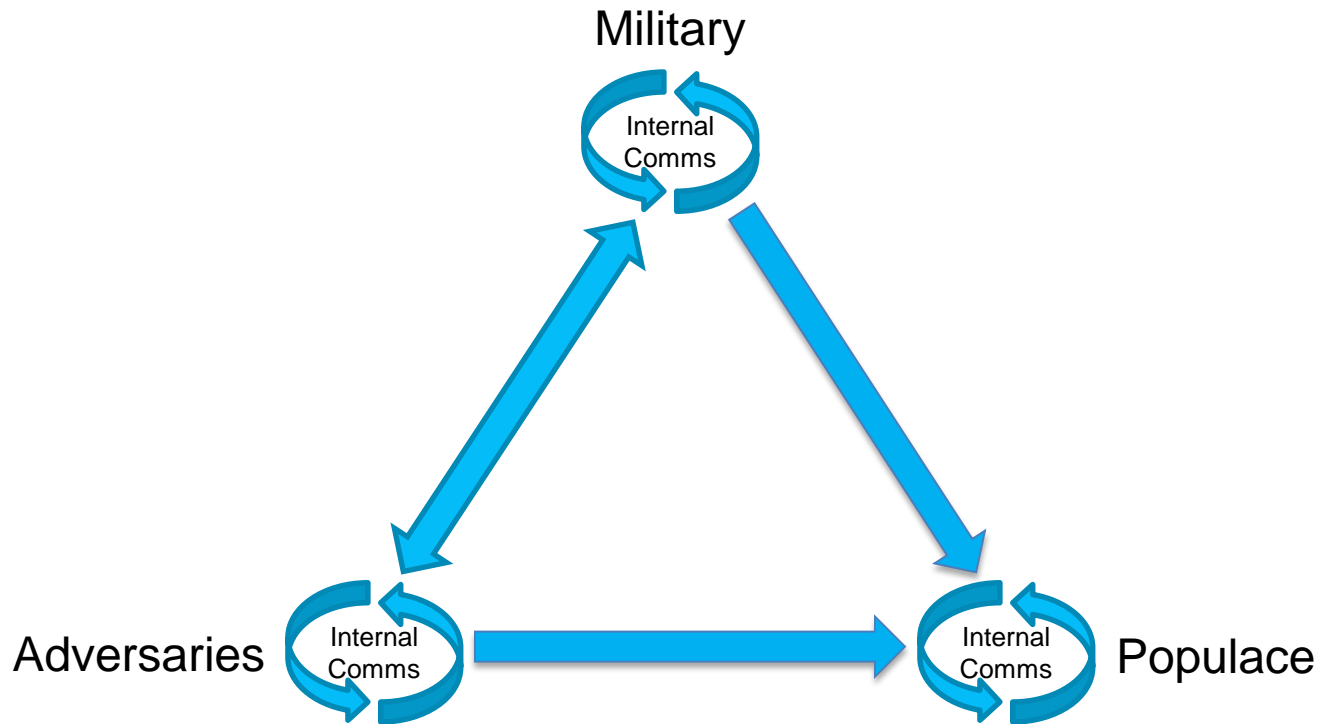 Military
Internal
Comms
Adversaries
Internal
Comms
Internal
Comms
Populace